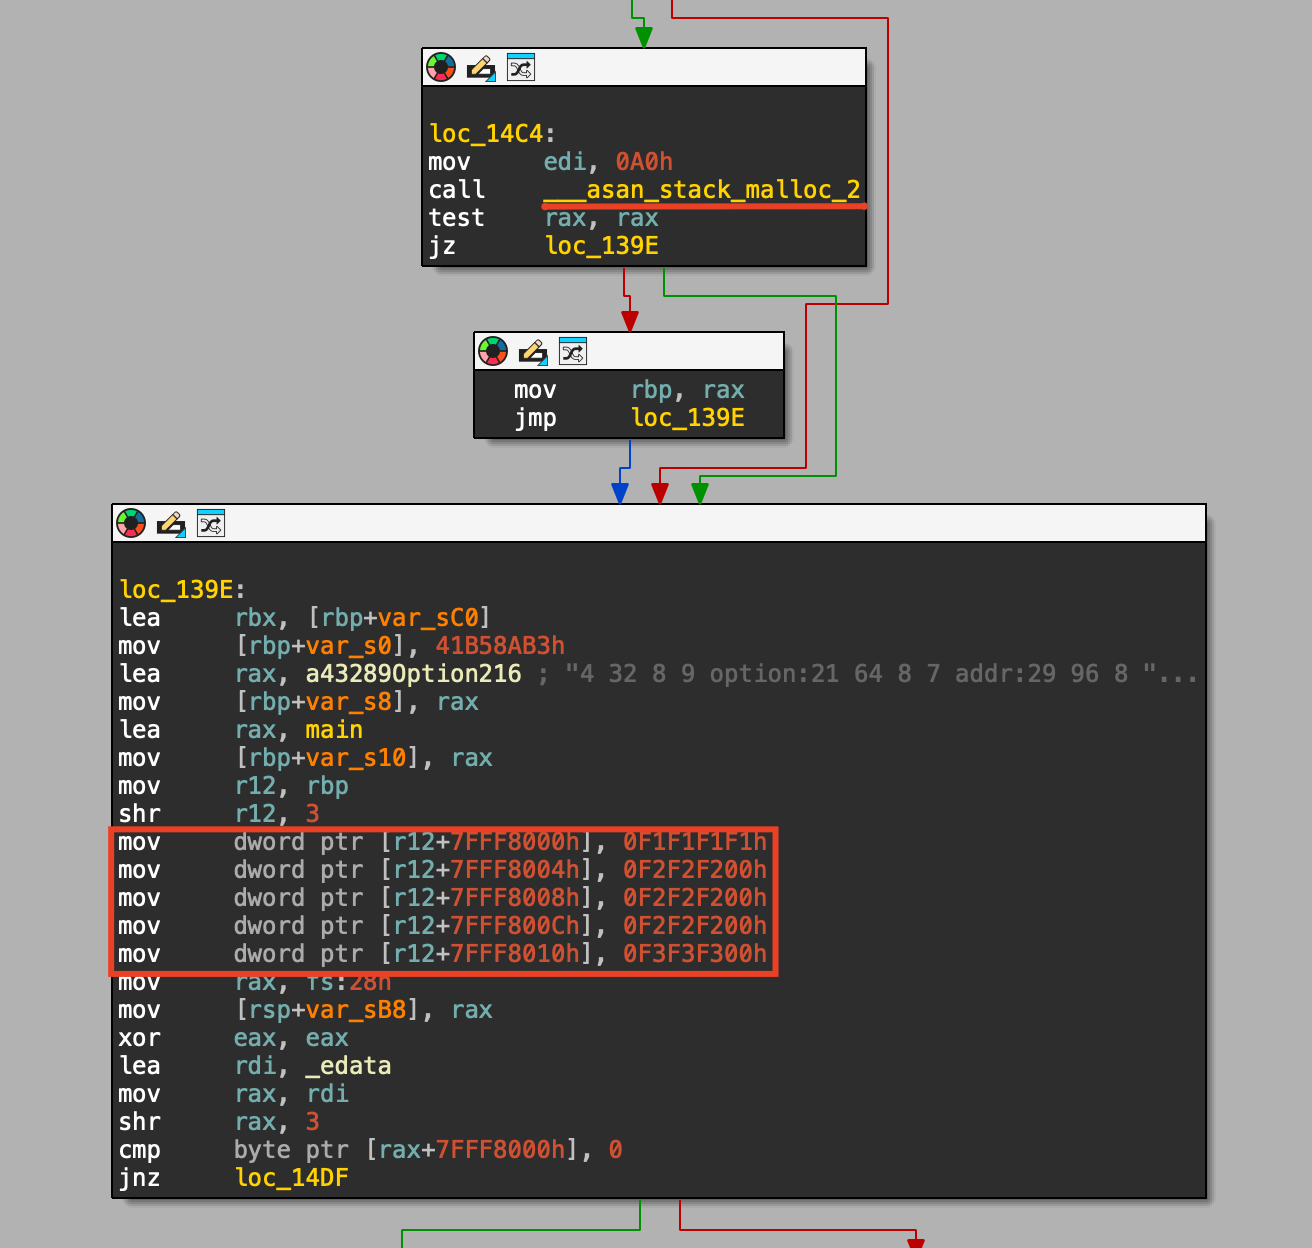 loc_14C4:
mov edi, 0A0h
call ___asan_stack_malloc_2
test rax, rax
jz loc_139E
mov rbp, rax
jmp loc_139E
loc_139E:
lea rbx, [rbp+var_sC0]
mov [rbp+var_s0], 41B58AB3h
lea rax, a43289Option216 ; "4 32 8 9 option:21 64 8 7 addr:29 96 8 "...
mov [rbp+var_s8], rax
lea rax, main
mov [rbp+var_s10], rax
mov r12, rbp
shr r12, 3
mov dword ptr [r12+7FFF8000h], 0F1F1F1F1h
mov dword ptr [r12+7FFF8004h], 0F2F2F200h
mov dword ptr [r12+7FFF8008h], 0F2F2F200h
mov dword ptr [r12+7FFF800Ch], 0F2F2F200h
mov dword ptr [r12+7FFF8010h], 0F3F3F300h
mov rax, fs:28h
mov [rsp+var_sB8], rax
xor eax, eax
lea rdi, _edata
mov rax, rdi
shr rax, 3
cmp byte ptr [rax+7FFF8000h], 0
jnz loc_14DF